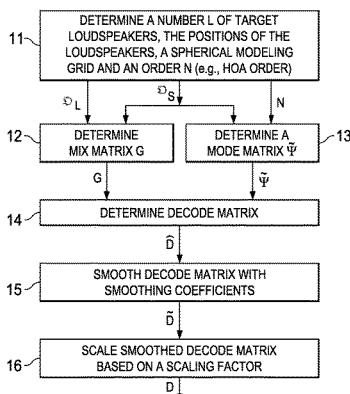 11
DETERMINE A NUMBER L OF TARGET
LOUDSPEAKERS, THE POSITIONS OF THE
LOUDSPEAKERS, A SPHERICAL MODELING
GRID AND AN ORDER N (E.G., HOA ORDER)
𝔇L
𝔇S
N
12
DETERMINE
MIX MATRIX G
DETERMINE A
MODE MATRIX Ψ̃
13
G
Ψ̃
14
DETERMINE DECODE MATRIX
D̂
15
SMOOTH DECODE MATRIX WITH
SMOOTHING COEFFICIENTS
D̃
16
SCALE SMOOTHED DECODE MATRIX
BASED ON A SCALING FACTOR
D